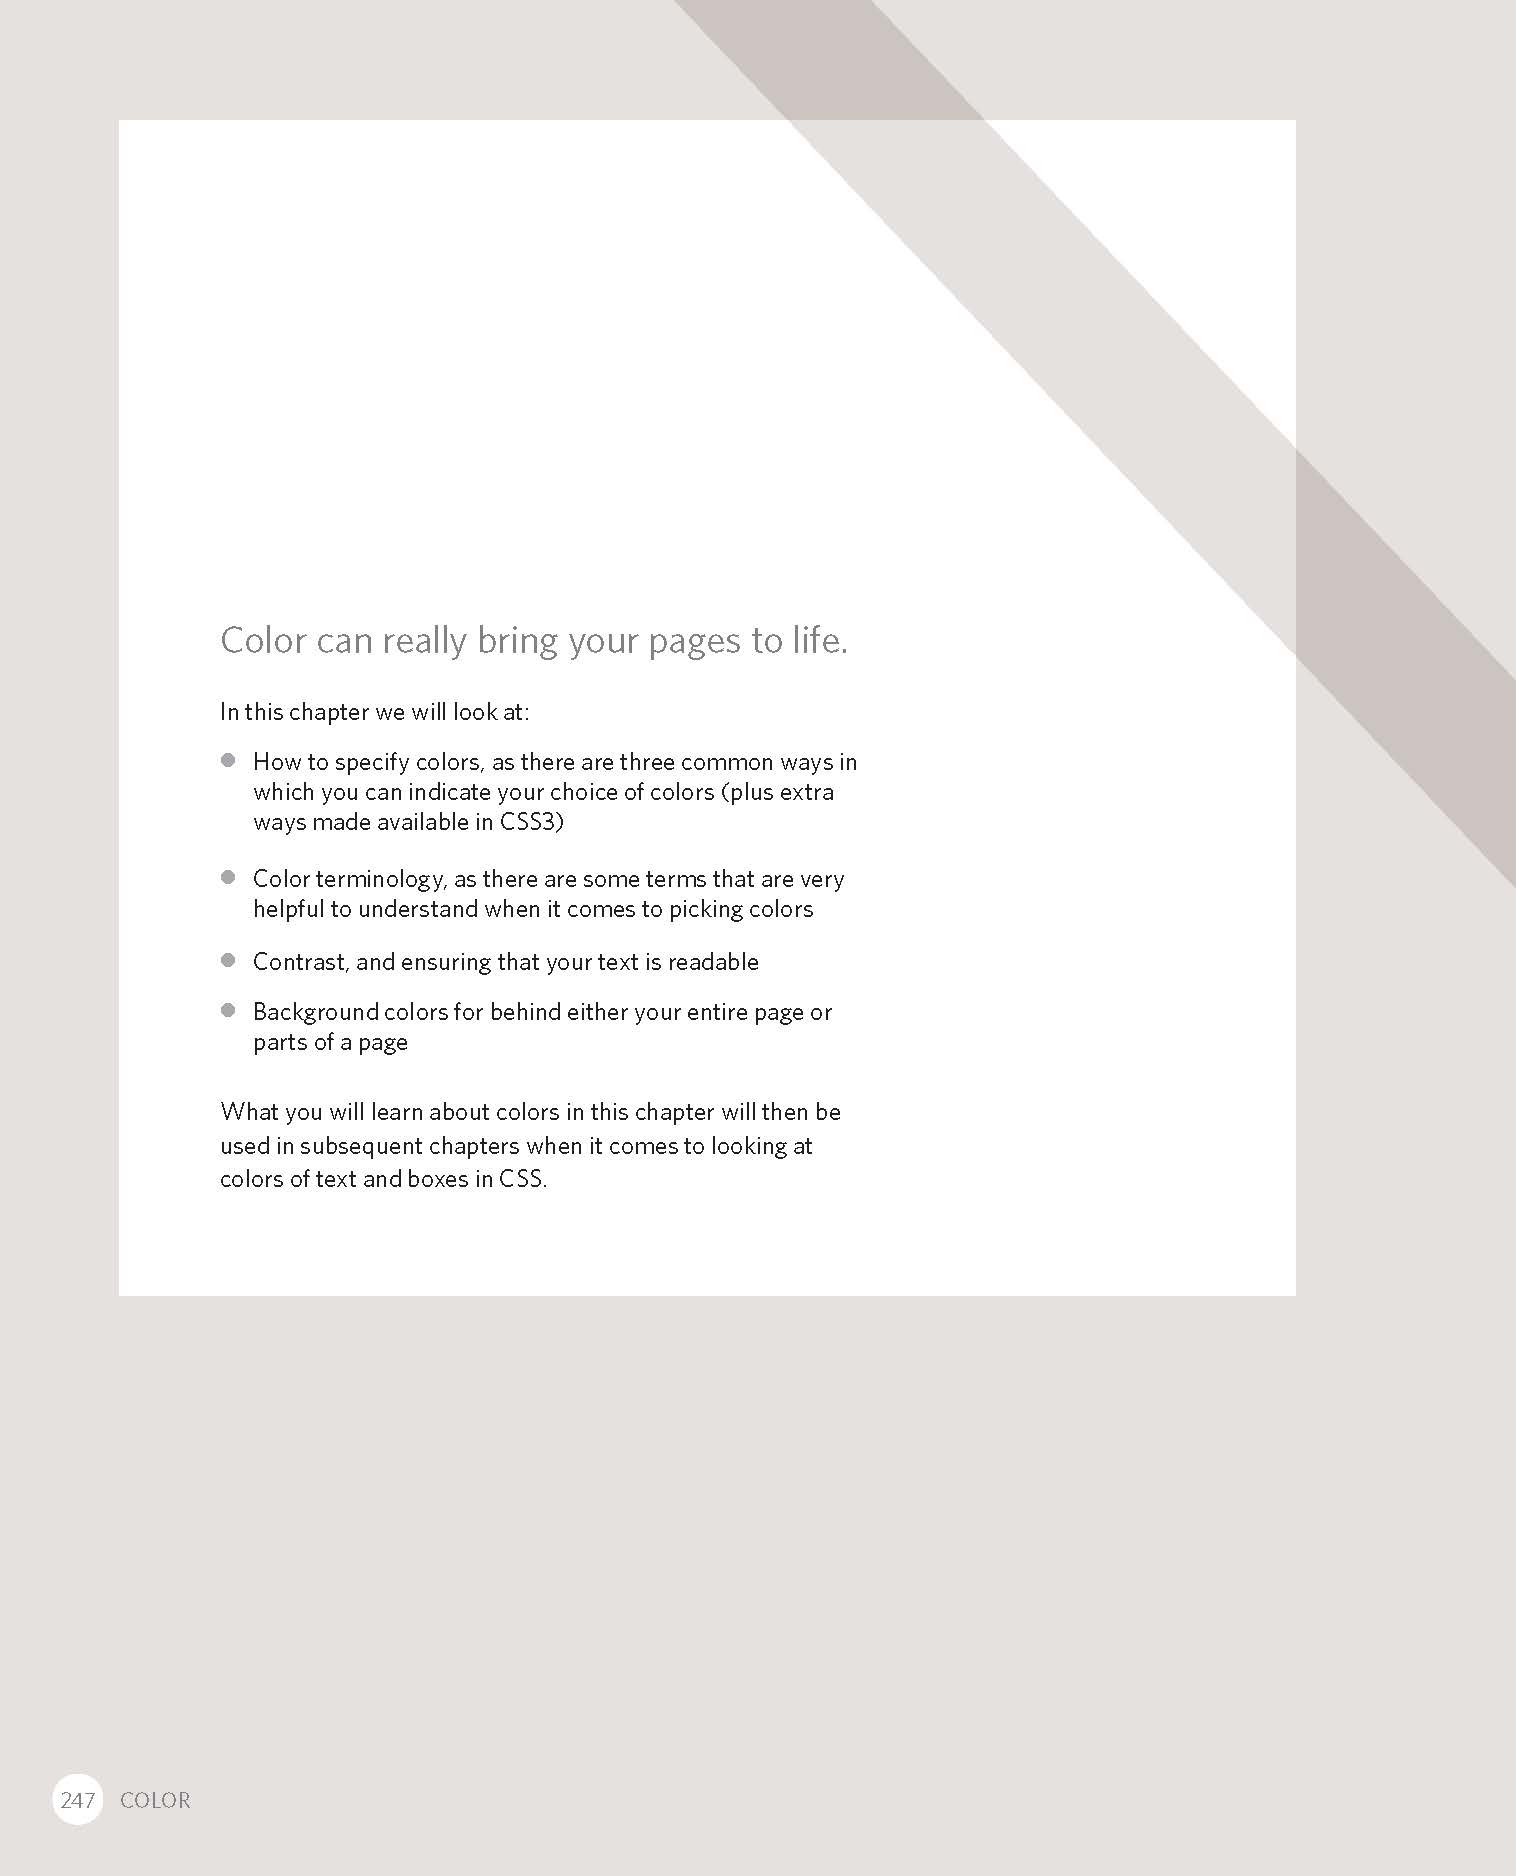 Color can really bring your pages to life.
In this chapter we will look at:
● How to specify colors, as there are three common ways in
which you can indicate your choice of colors (plus extra
ways made available in CSS3)
● Color terminology, as there are some terms that are very
helpful to understand when it comes to picking colors
● Contrast, and ensuring that your text is readable
● Background colors for behind either your entire page or
parts of a page
What you will learn about colors in this chapter will then be
used in subsequent chapters when it comes to looking at
colors of text and boxes in CSS.
247 COLOR